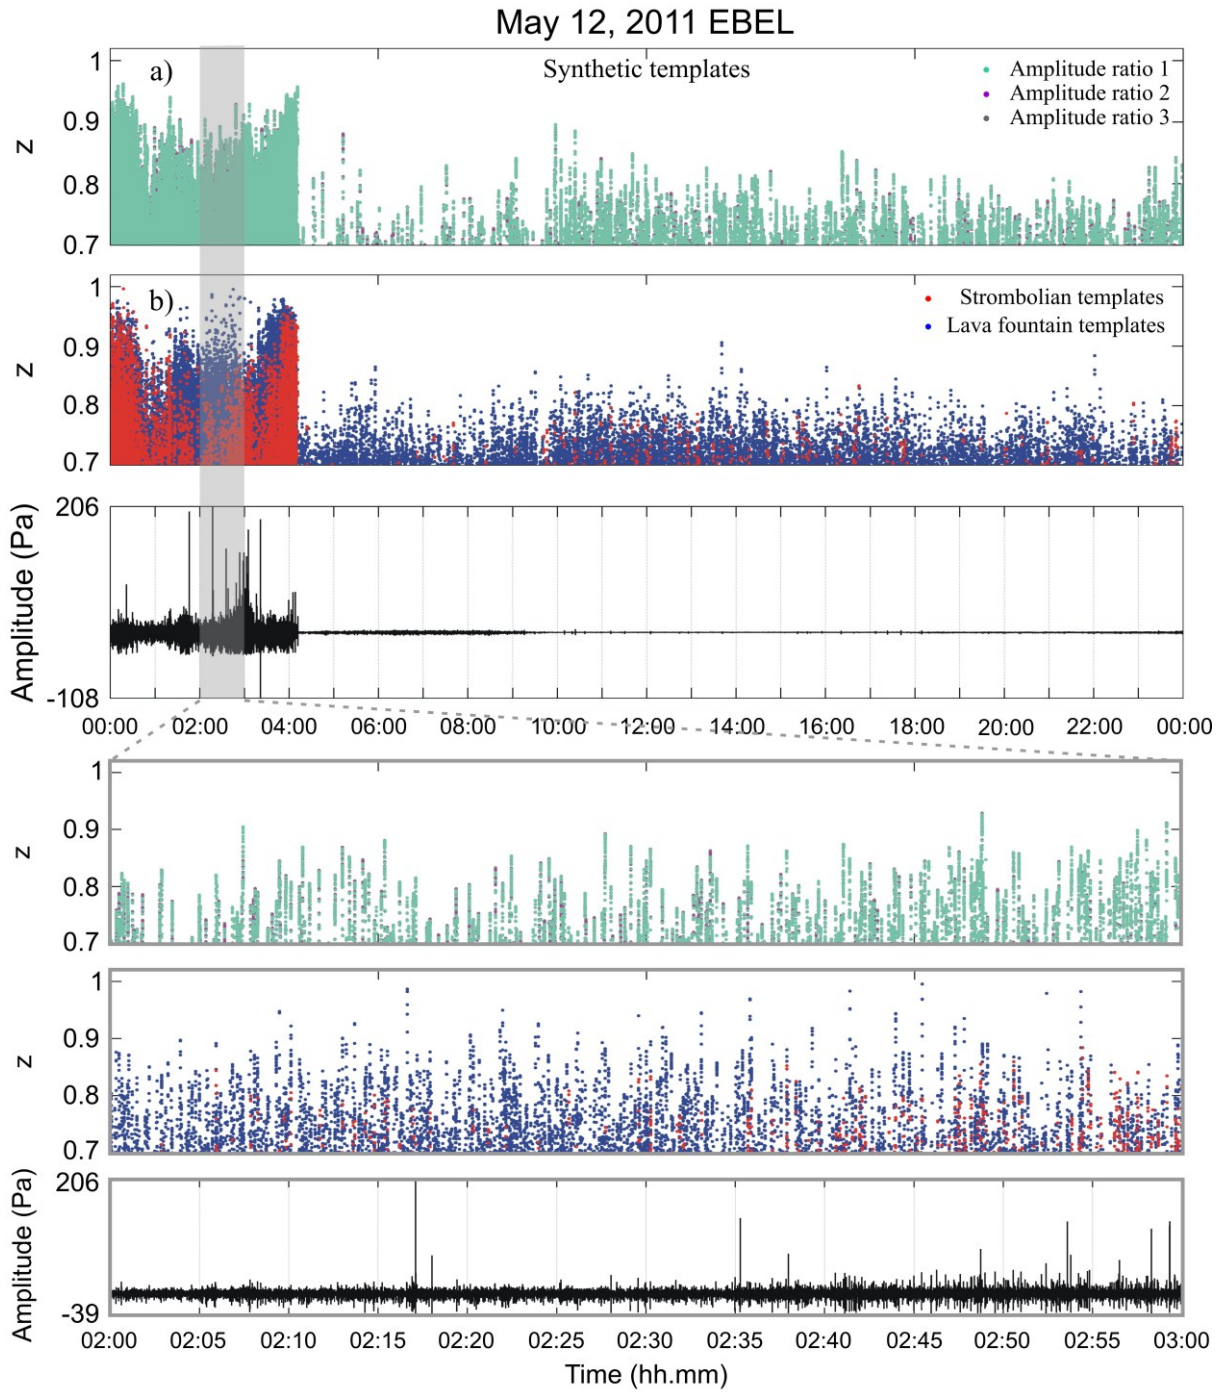 May 12, 2011 EBEL
a)
Synthetic templates
Amplitude ratio 1
Amplitude ratio 2
Amplitude ratio 3
1
0.9
0.8
0.7
z
b)
Strombolian templates
Lava fountain templates
1
0.9
0.8
0.7
z
206
-108
Amplitude (Pa)
00:00 02:00 04:00 06:00 08:00 10:00 12:00 14:00 16:00 18:00 20:00 22:00 00:00
1
0.9
0.8
0.7
z
1
0.9
0.8
0.7
z
206
-39
Amplitude (Pa)
02:00 02:05 02:10 02:15 02:20 02:25 02:30 02:35 02:40 02:45 02:50 02:55 03:00
Time (hh.mm)